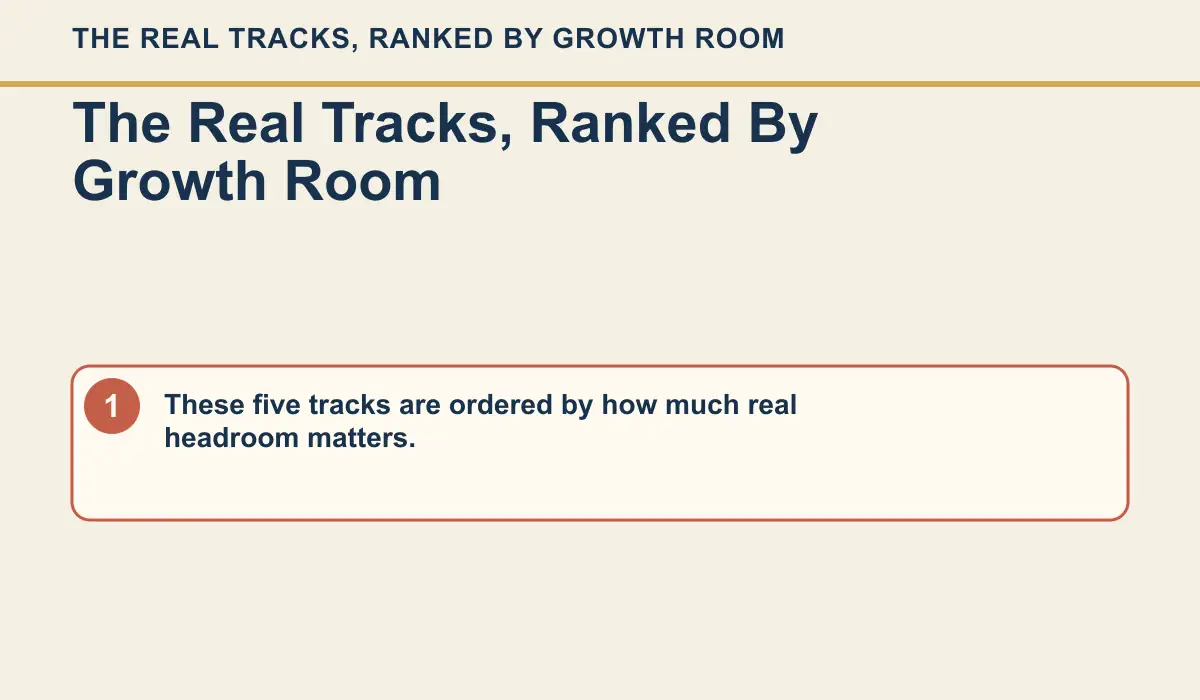 THE REAL TRACKS, RANKED BY GROWTH ROOM
The Real Tracks, Ranked By
Growth Room
1
These five tracks are ordered by how much real
headroom matters.